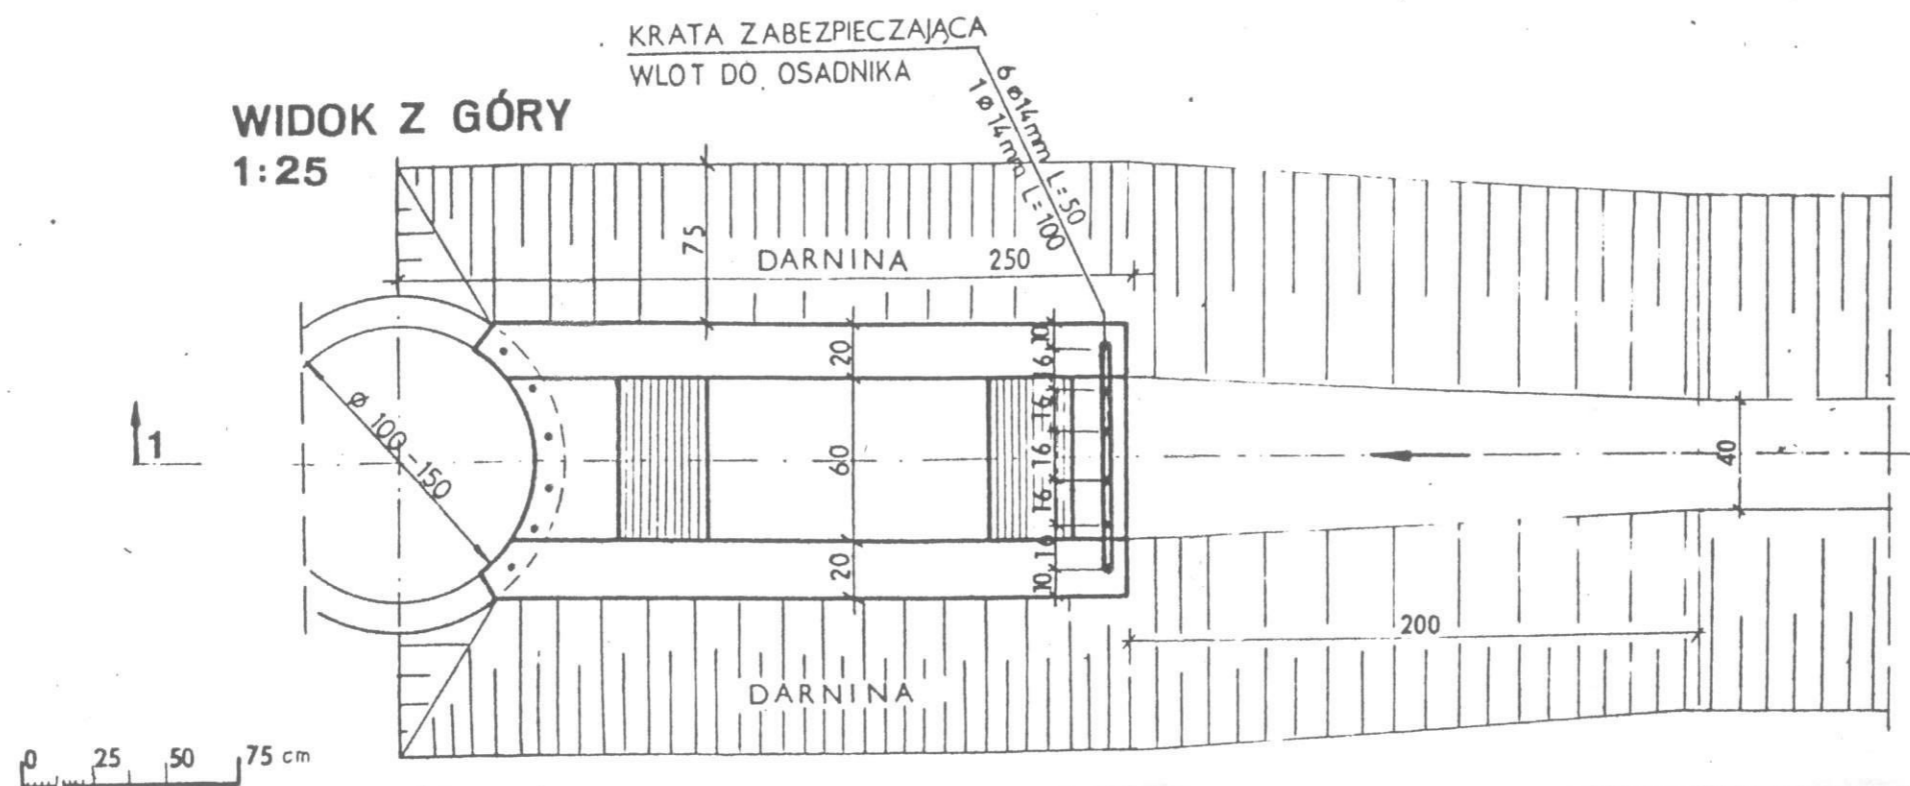 KRATA ZABEZPIECZAJĄCA
WLOT DO OSADNIKA
6 ø14mm L=50
1 ø 14mm L=100
WIDOK Z GÓRY
1:25
75
DARNINA 250
10
16
20
16
ø 100-150
1
60
16
16
40
16
20
10
200
DARNINA
0 25 50 75 cm